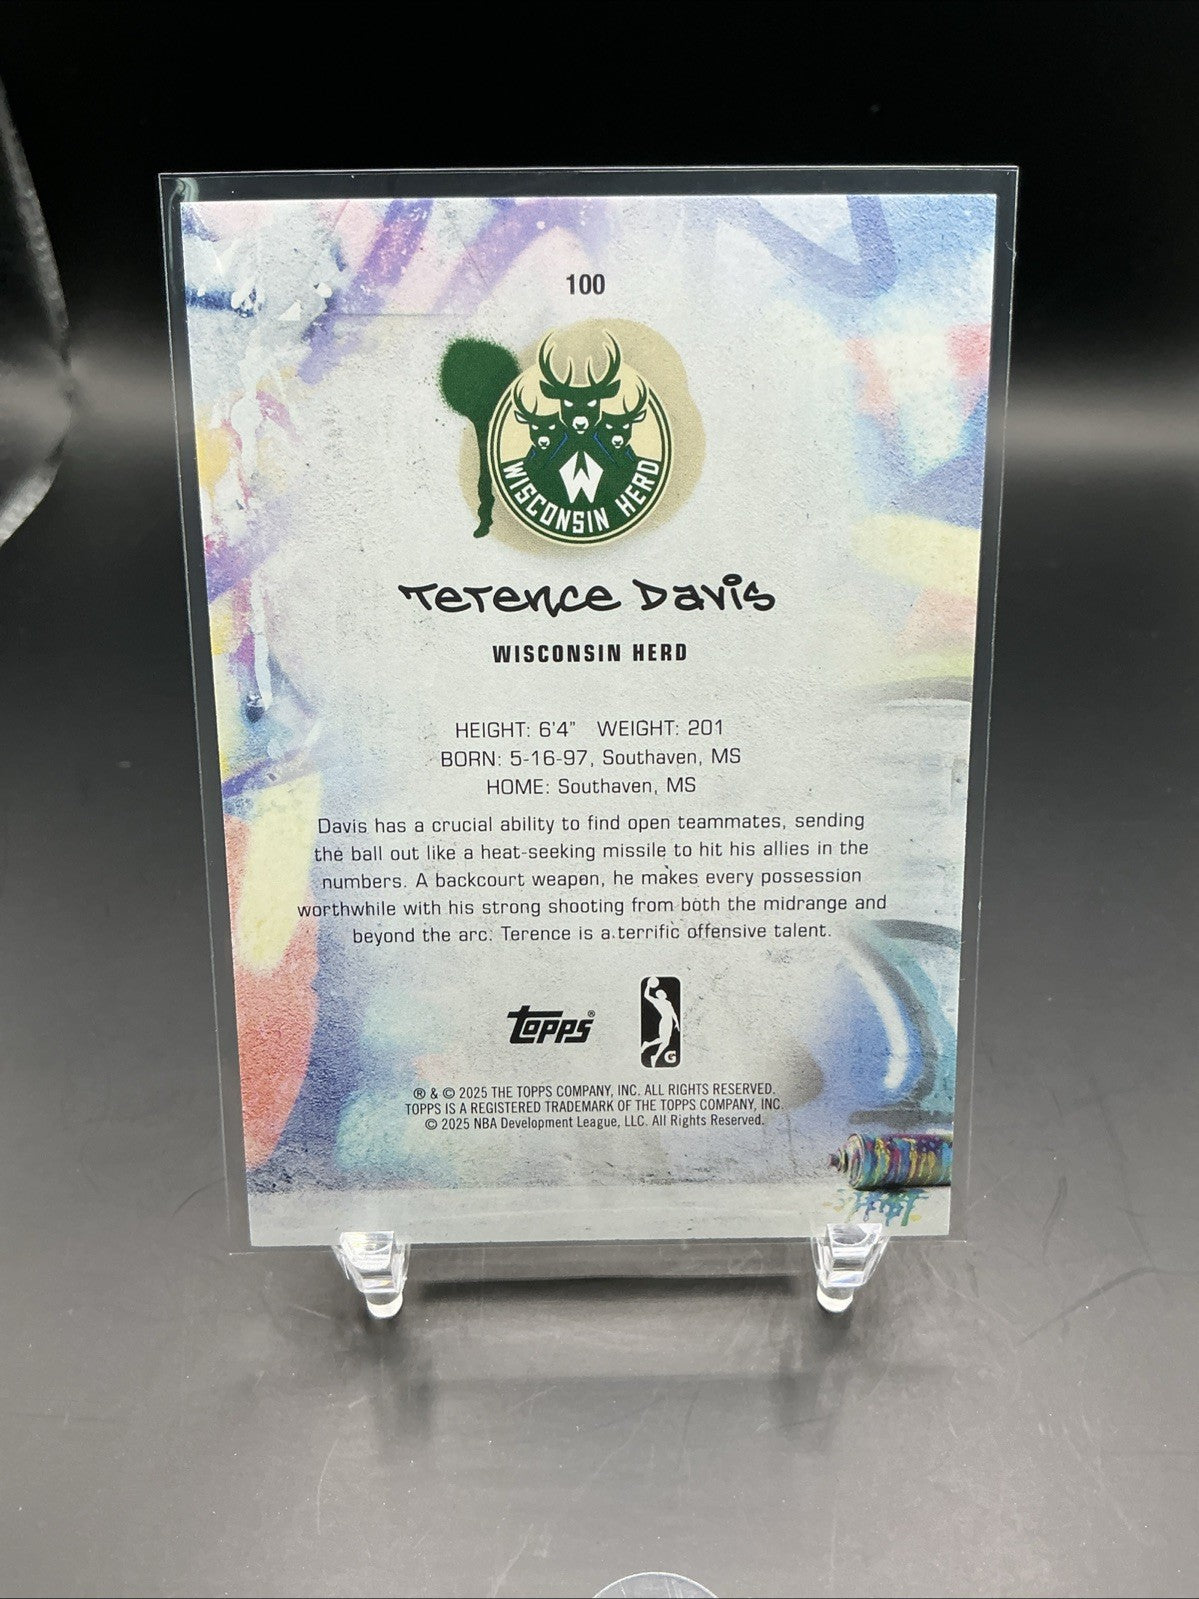 100
WISCONSIN HERD
W
Terence Davis
WISCONSIN HERD
HEIGHT: 6'4" WEIGHT: 201
BORN: 5-16-97, Southaven, MS
HOME: Southaven, MS
Davis has a crucial ability to find open teammates, sending
the ball out like a heat-seeking missile to hit his allies in the
numbers. A backcourt weapon, he makes every possession
worthwhile with his strong shooting from both the midrange and
beyond the arc. Terence is a terrific offensive talent.
Topps®
G
® & © 2025 THE TOPPS COMPANY, INC. ALL RIGHTS RESERVED.
TOPPS IS A REGISTERED TRADEMARK OF THE TOPPS COMPANY, INC.
© 2025 NBA Development League, LLC. All Rights Reserved.